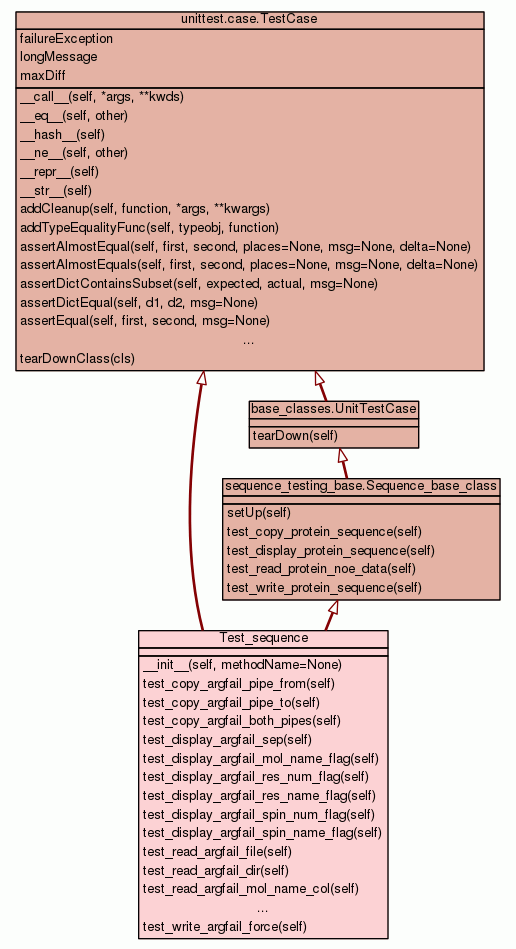 unittest.case.TestCase
failureException
longMessage
maxDiff
__call__(self, *args, **kwds)
__eq__(self, other)
__hash__(self)
__ne__(self, other)
__repr__(self)
__str__(self)
addCleanup(self, function, *args, **kwargs)
addTypeEqualityFunc(self, typeobj, function)
assertAlmostEqual(self, first, second, places=None, msg=None, delta=None)
assertAlmostEquals(self, first, second, places=None, msg=None, delta=None)
assertDictContainsSubset(self, expected, actual, msg=None)
assertDictEqual(self, d1, d2, msg=None)
assertEqual(self, first, second, msg=None)
...
tearDownClass(cls)
base_classes.UnitTestCase
tearDown(self)
sequence_testing_base.Sequence_base_class
setUp(self)
test_copy_protein_sequence(self)
test_display_protein_sequence(self)
test_read_protein_noe_data(self)
test_write_protein_sequence(self)
Test_sequence
__init__(self, methodName=None)
test_copy_argfail_pipe_from(self)
test_copy_argfail_pipe_to(self)
test_copy_argfail_both_pipes(self)
test_display_argfail_sep(self)
test_display_argfail_mol_name_flag(self)
test_display_argfail_res_num_flag(self)
test_display_argfail_res_name_flag(self)
test_display_argfail_spin_num_flag(self)
test_display_argfail_spin_name_flag(self)
test_read_argfail_file(self)
test_read_argfail_dir(self)
test_read_argfail_mol_name_col(self)
...
test_write_argfail_force(self)